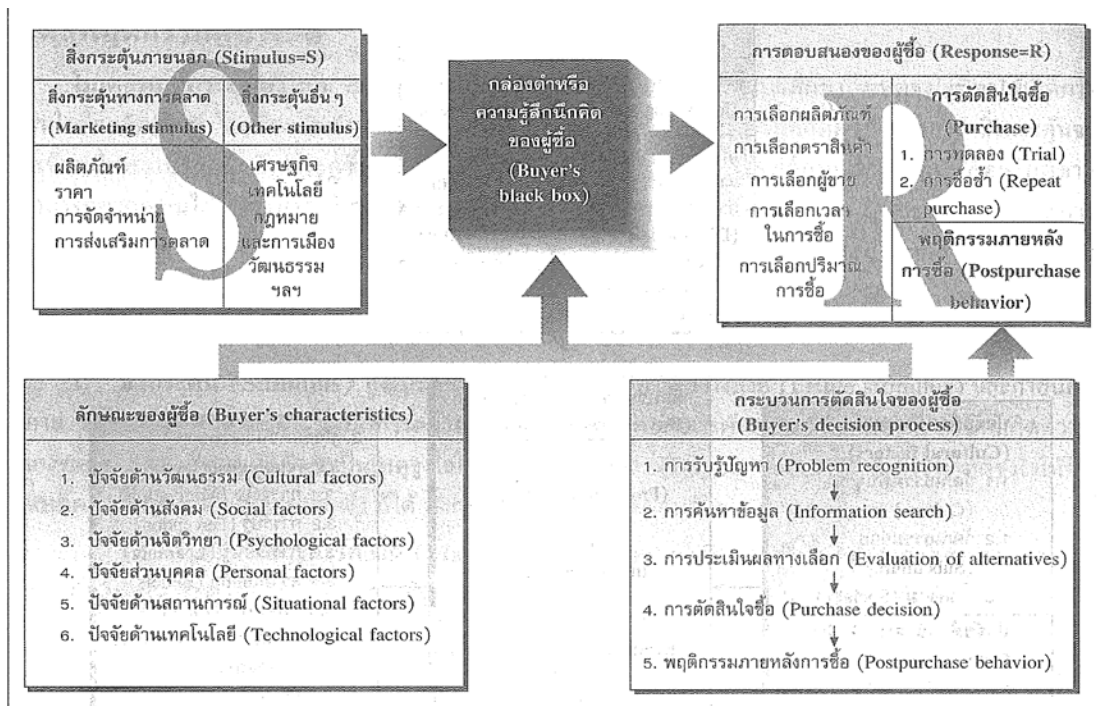 สิ่งกระตุ้นภายนอก (Stimulus=S)
สิ่งกระตุ้นทางการตลาด
(Marketing stimulus)
ผลิตภัณฑ์
ราคา
การจัดจำหน่าย
การส่งเสริมการตลาด
สิ่งกระตุ้นอื่น ๆ
(Other stimulus)
เศรษฐกิจ
เทคโนโลยี
กฎหมาย
และการเมือง
วัฒนธรรม
ฯลฯ
S
กล่องดำหรือ
ความรู้สึกนึกคิด
ของผู้ซื้อ
(Buyer's
black box)
การตอบสนองของผู้ซื้อ (Response=R)
การเลือกผลิตภัณฑ์
การเลือกตราสินค้า
การเลือกผู้ขาย
การเลือกเวลา
ในการซื้อ
การเลือกปริมาณ
การซื้อ
การตัดสินใจซื้อ
(Purchase)
1. การทดลอง (Trial)
2. การซื้อซ้ำ (Repeat
purchase)
พฤติกรรมภายหลัง
การซื้อ (Postpurchase
behavior)
R
ลักษณะของผู้ซื้อ (Buyer's characteristics)
1. ปัจจัยด้านวัฒนธรรม (Cultural factors)
2. ปัจจัยด้านสังคม (Social factors)
3. ปัจจัยด้านจิตวิทยา (Psychological factors)
4. ปัจจัยส่วนบุคคล (Personal factors)
5. ปัจจัยด้านสถานการณ์ (Situational factors)
6. ปัจจัยด้านเทคโนโลยี (Technological factors)
กระบวนการตัดสินใจของผู้ซื้อ
(Buyer's decision process)
1. การรับรู้ปัญหา (Problem recognition)
2. การค้นหาข้อมูล (Information search)
3. การประเมินผลทางเลือก (Evaluation of alternatives)
4. การตัดสินใจซื้อ (Purchase decision)
5. พฤติกรรมภายหลังการซื้อ (Postpurchase behavior)